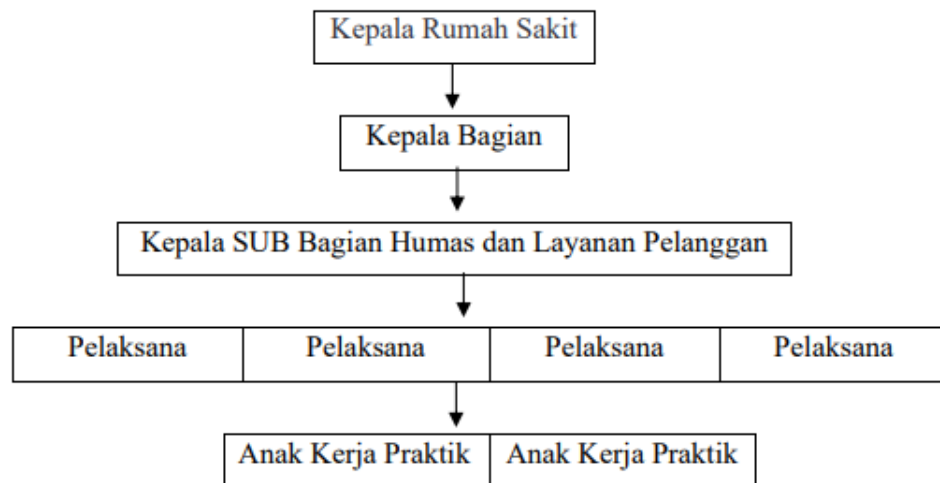 Kepala Rumah Sakit
Kepala Bagian
Kepala SUB Bagian Humas dan Layanan Pelanggan
Pelaksana Pelaksana Pelaksana Pelaksana
Anak Kerja Praktik Anak Kerja Praktik